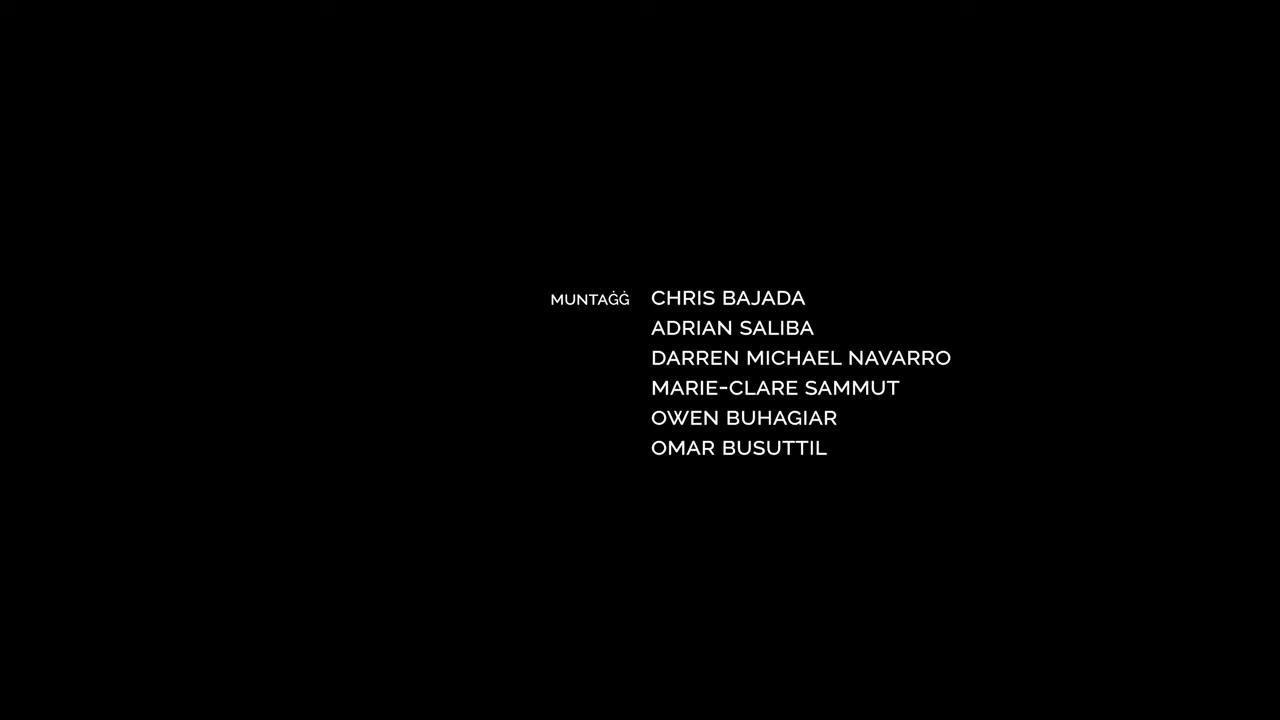 MUNTAĠĠ CHRIS BAJADA
ADRIAN SALIBA
DARREN MICHAEL NAVARRO
MARIE-CLARE SAMMUT
OWEN BUHAGIAR
OMAR BUSUTTIL